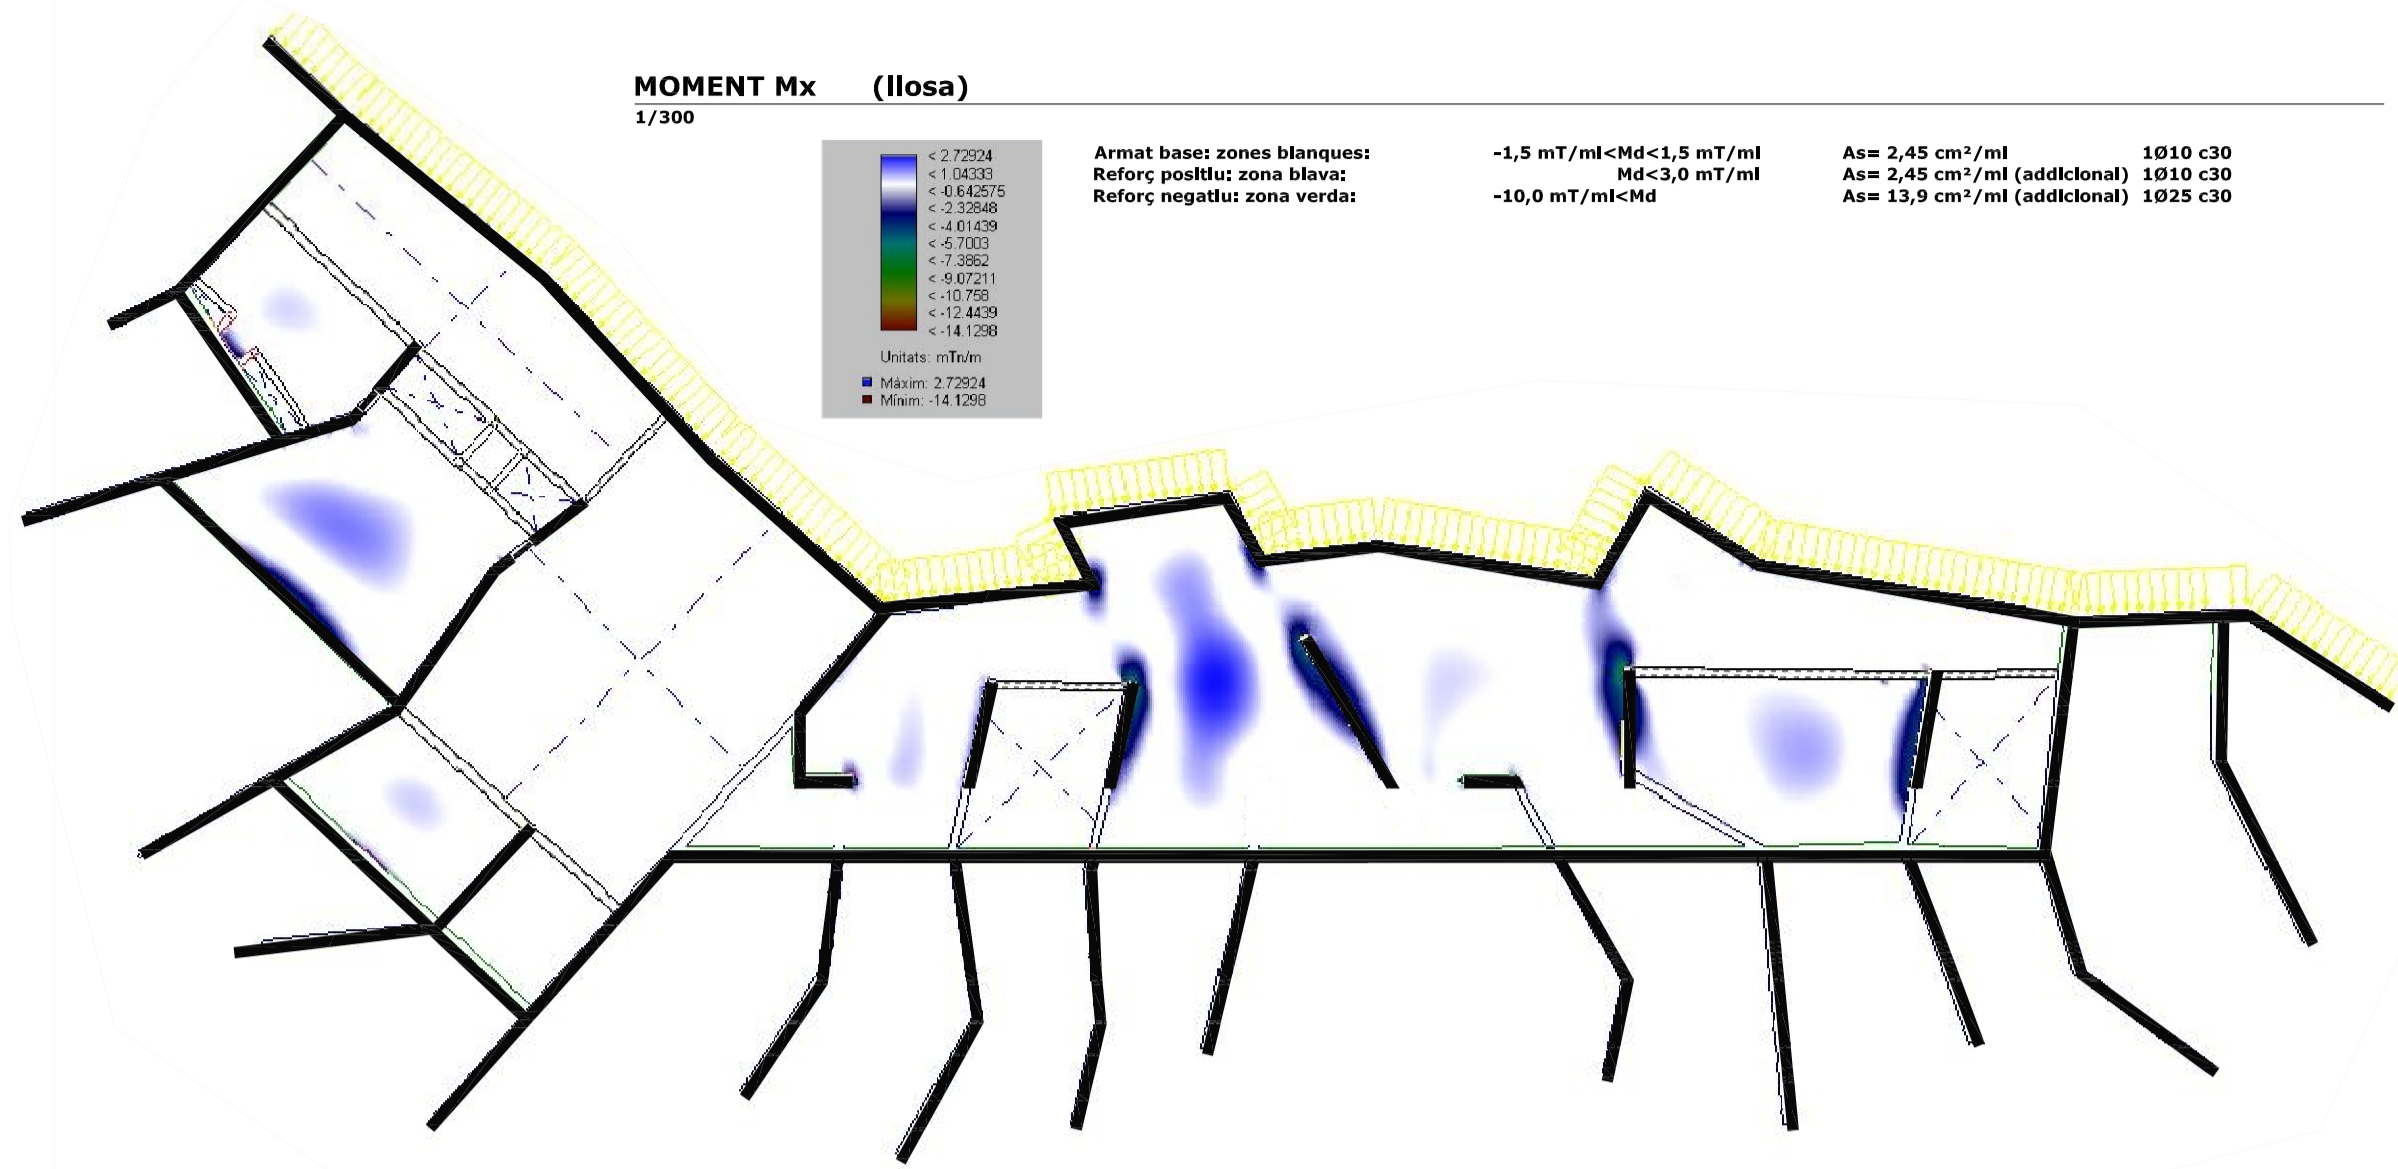 MOMENT Mx (llosa)
1/300
Armat base: zones blanques: -1,5 mT/ml<Md<1,5 mT/ml As= 2,45 cm²/ml 1Ø10 c30
Reforç positiu: zona blava: Md<3,0 mT/ml As= 2,45 cm²/ml (addicional) 1Ø10 c30
Reforç negatiu: zona verda: -10,0 mT/ml<Md As= 13,9 cm²/ml (addicional) 1Ø25 c30
< 2.72924
< 1.04333
< -0.642575
< -2.32848
< -4.01439
< -5.7003
< -7.3862
< -9.07211
< -10.758
< -12.4439
< -14.1298
Unitats: mTn/m
Màxim: 2.72924
Mínim: -14.1298